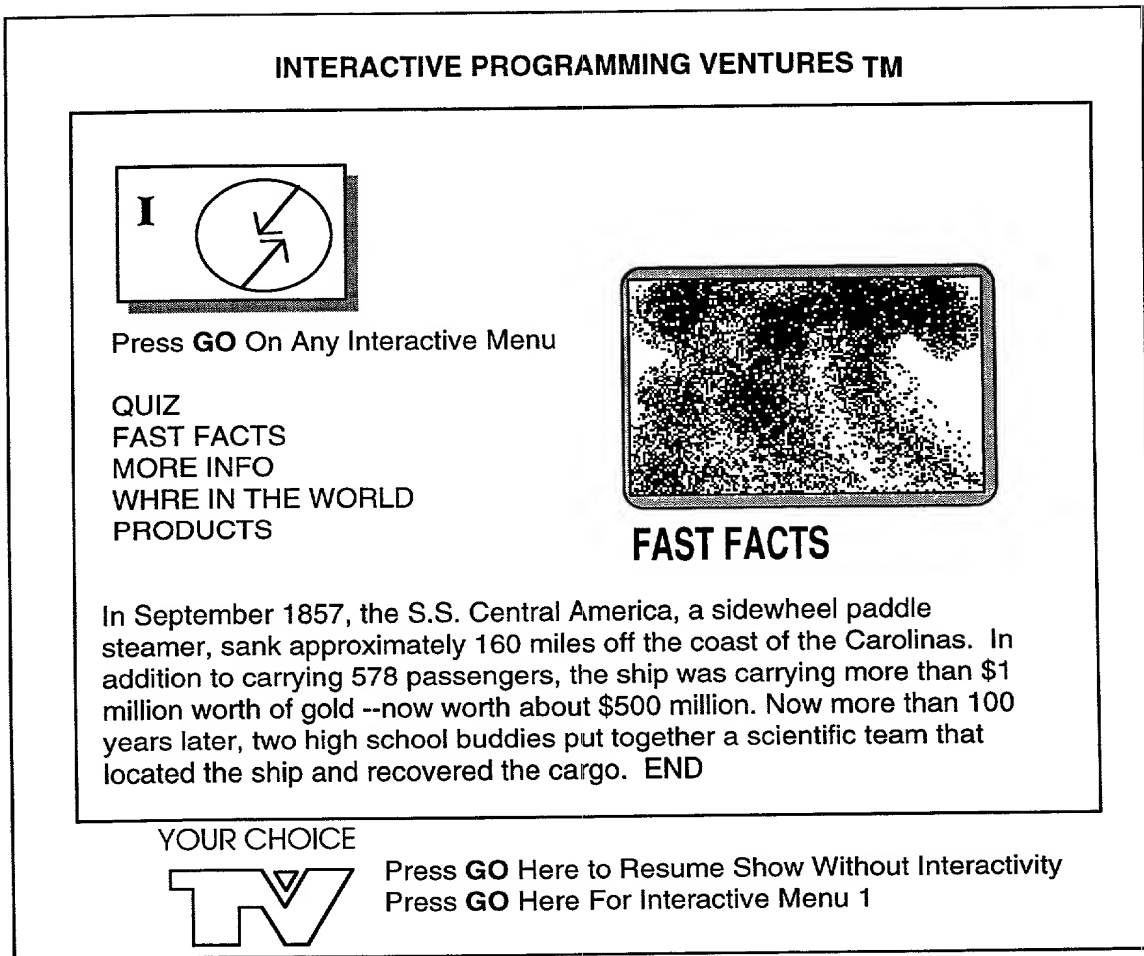 INTERACTIVE PROGRAMMING VENTURES TM
I
Press GO On Any Interactive Menu
QUIZ
FAST FACTS
MORE INFO
WHRE IN THE WORLD
PRODUCTS
FAST FACTS
In September 1857, the S.S. Central America, a sidewheel paddle
steamer, sank approximately 160 miles off the coast of the Carolinas. In
addition to carrying 578 passengers, the ship was carrying more than $1
million worth of gold --now worth about $500 million. Now more than 100
years later, two high school buddies put together a scientific team that
located the ship and recovered the cargo. END
YOUR CHOICE
TV
Press GO Here to Resume Show Without Interactivity
Press GO Here For Interactive Menu 1